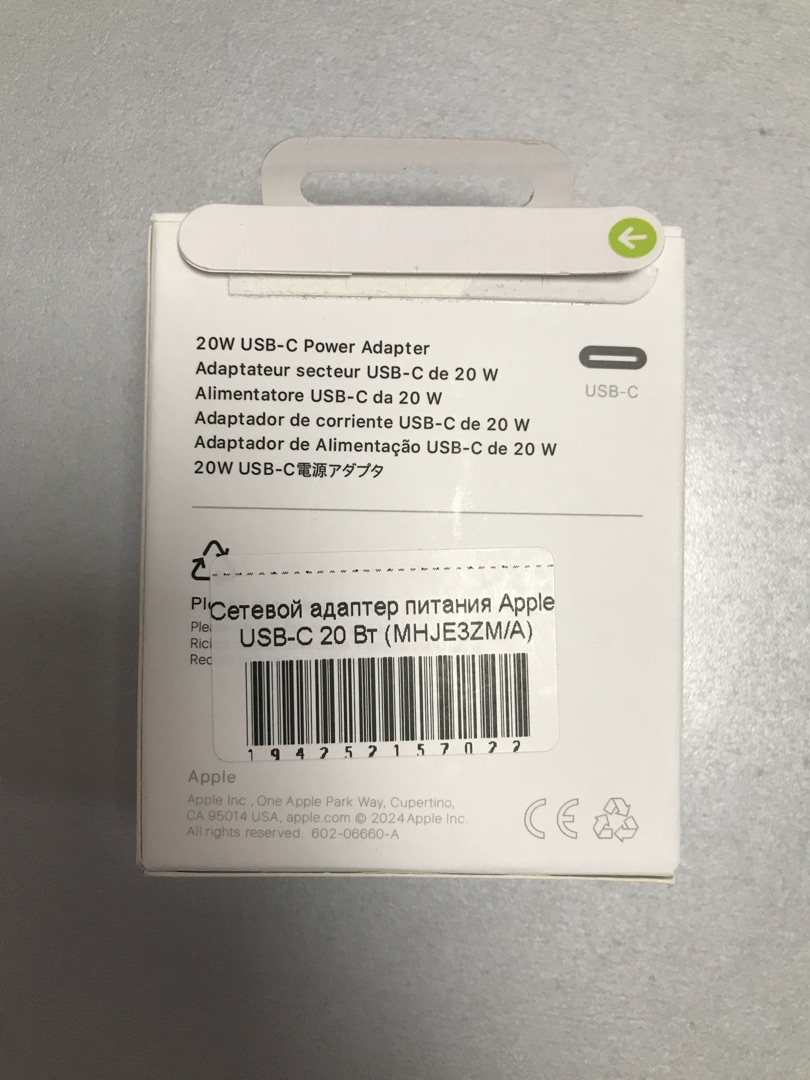 20W USB-C Power Adapter
USB-C
Adaptateur secteur USB-C de 20 W
Alimentatore USB-C da 20 W
Adaptador de corriente USB-C de 20 W
Adaptador de Alimentação USB-C de 20 W
20W USB-C電源アダプタ
Сетевой адаптер питания Apple
USB-C 20 Вт (MHJE3ZM/A)
194252157022
Apple
Apple Inc., One Apple Park Way, Cupertino,
CA 95014 USA, apple.com © 2024 Apple Inc.
All rights reserved. 602-06660-A
CE